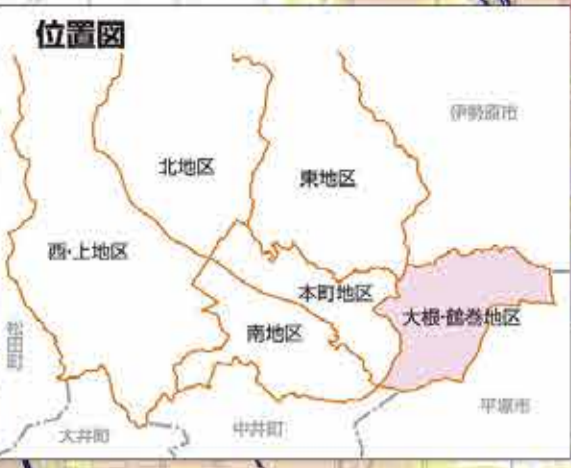 位置図
伊勢原市
北地区
東地区
西・上地区
本町地区
大根・鶴巻地区
南地区
松田町
平塚市
大井町
中井町